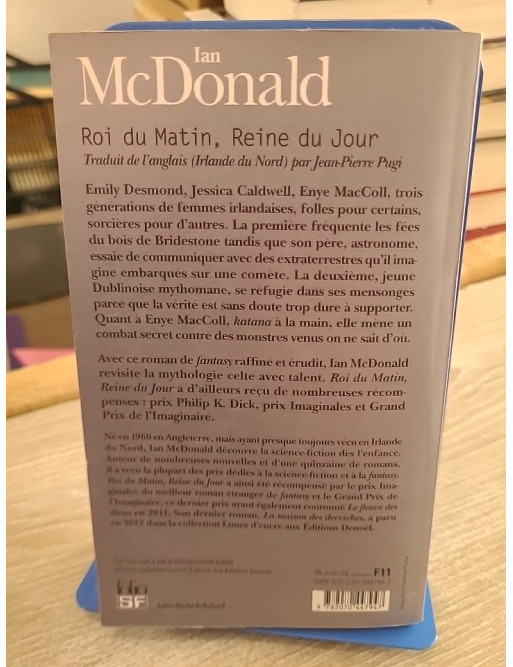 Ian
McDonald
Roi du Matin, Reine du Jour
Traduit de l'anglais (Irlande du Nord) par Jean-Pierre Pugi
Emily Desmond, Jessica Caldwell, Enye MacColl, trois
générations de femmes irlandaises, folles pour certains,
sorcières pour d'autres. La première fréquente les fées
du bois de Bridestone tandis que son père, astronome,
essaie de communiquer avec des extraterrestres qu'il ima-
gine embarqués sur une comète. La deuxième, jeune
Dublinoise mythomane, se réfugie dans ses mensonges
parce que la vérité est sans doute trop dure à supporter.
Quant à Enye MacColl, katana à la main, elle mène un
combat secret contre des monstres venus on ne sait d'où.
Avec ce roman de fantasy raffiné et érudit, Ian McDonald
revisite la mythologie celte avec talent. Roi du Matin,
Reine du Jour a d'ailleurs reçu de nombreuses récom-
penses : prix Philip K. Dick, prix Imaginales et Grand
Prix de l'Imaginaire.
Né en 1960 en Angleterre, mais ayant presque toujours vécu en Irlande
du Nord, Ian McDonald découvre la science-fiction dès l'enfance.
Auteur de nombreuses nouvelles et d'une quinzaine de romans,
il a reçu la plupart des prix dédiés à la science-fiction et à la fantasy.
Roi du Matin, Reine du Jour a ainsi été récompensé par le prix Ima-
ginales du meilleur roman étranger de fantasy et le Grand Prix de
l'Imaginaire, ce dernier prix ayant également couronné Le fleuve des
dieux en 2011. Son dernier roman, La maison des derviches, a paru
en 2012 dans la collection Lunes d'encre aux Éditions Denoël.
F11
folio
SF